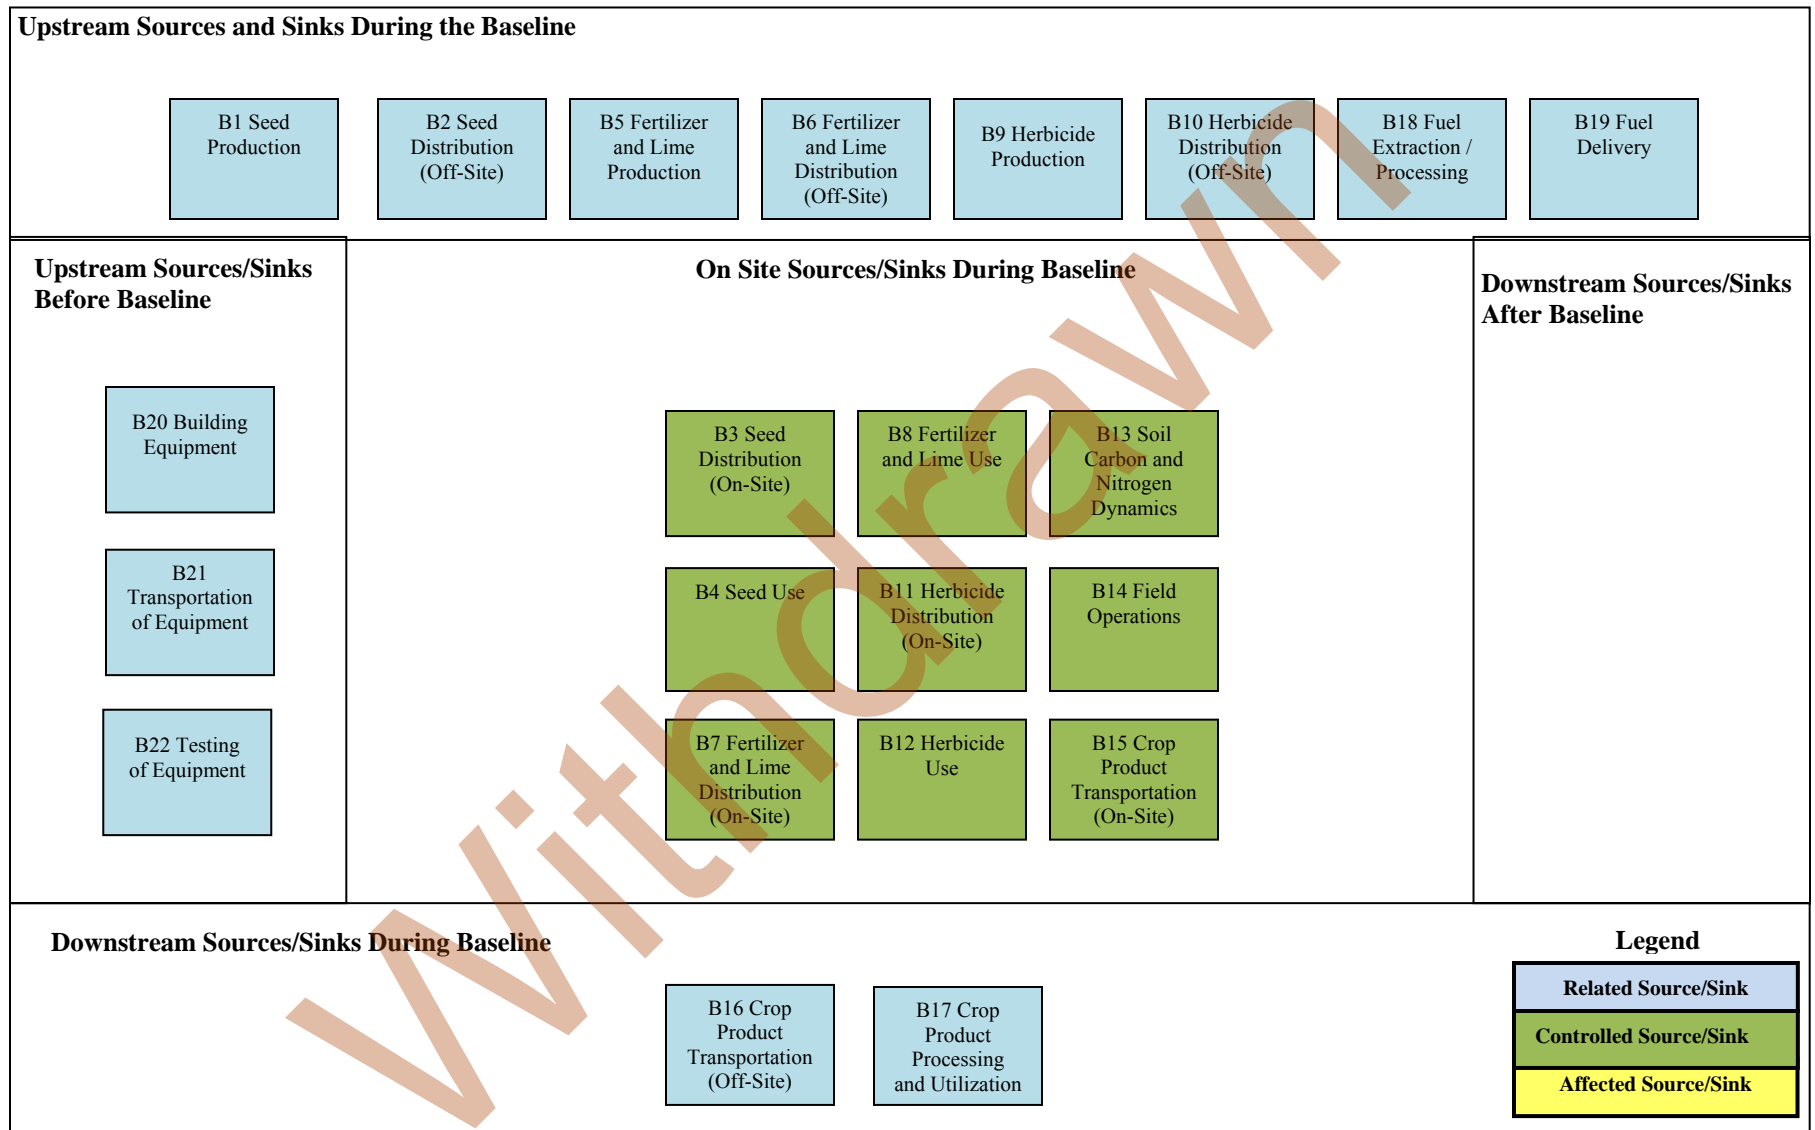 Upstream Sources and Sinks During the Baseline
B1 Seed
Production
B2 Seed
Distribution
(Off-Site)
B5 Fertilizer
and Lime
Production
B6 Fertilizer
and Lime
Distribution
(Off-Site)
B9 Herbicide
Production
B10 Herbicide
Distribution
(Off-Site)
B18 Fuel
Extraction /
Processing
B19 Fuel
Delivery
Upstream Sources/Sinks
Before Baseline
B20 Building
Equipment
B21
Transportation
of Equipment
B22 Testing
of Equipment
On Site Sources/Sinks During Baseline
B3 Seed
Distribution
(On-Site)
B8 Fertilizer
and Lime Use
B13 Soil
Carbon and
Nitrogen
Dynamics
B4 Seed Use
B11 Herbicide
Distribution
(On-Site)
B14 Field
Operations
B7 Fertilizer
and Lime
Distribution
(On-Site)
B12 Herbicide
Use
B15 Crop
Product
Transportation
(On-Site)
Downstream Sources/Sinks
After Baseline
Downstream Sources/Sinks During Baseline
B16 Crop
Product
Transportation
(Off-Site)
B17 Crop
Product
Processing
and Utilization
Legend
Related Source/Sink
Controlled Source/Sink
Affected Source/Sink
Withdrawn